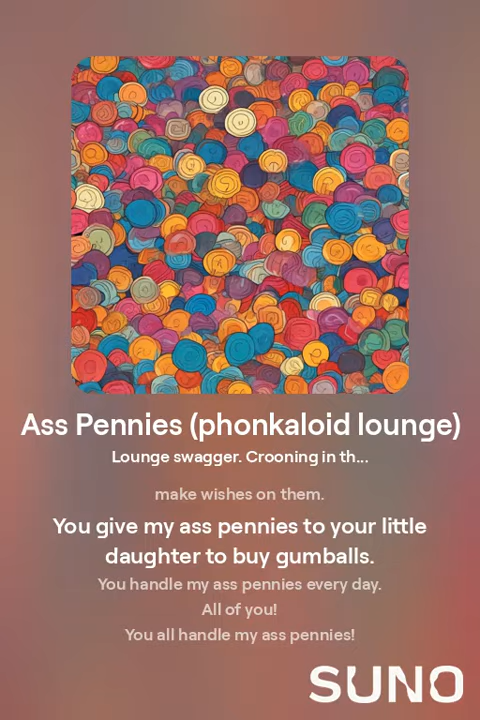 Ass Pennies (phonkaloid lounge)
Lounge swagger. Crooning in th...
make wishes on them.
You give my ass pennies to your little
daughter to buy gumballs.
You handle my ass pennies every day.
All of you!
You all handle my ass pennies!
SUNO